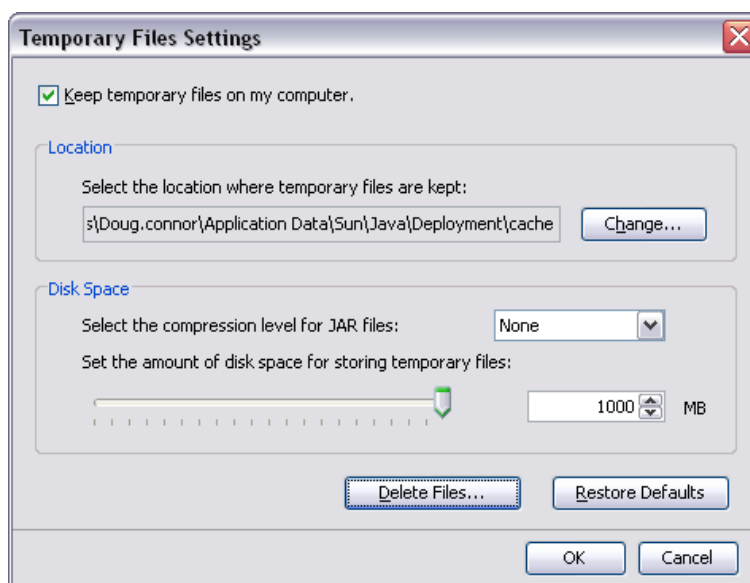 Temporary Files Settings
Keep temporary files on my computer.
Location
Select the location where temporary files are kept:
s\Doug.connor\Application Data\Sun\Java\Deployment\cache
Change...
Disk Space
Select the compression level for JAR files:
None
Set the amount of disk space for storing temporary files:
1000 MB
Delete Files...
Restore Defaults
OK
Cancel